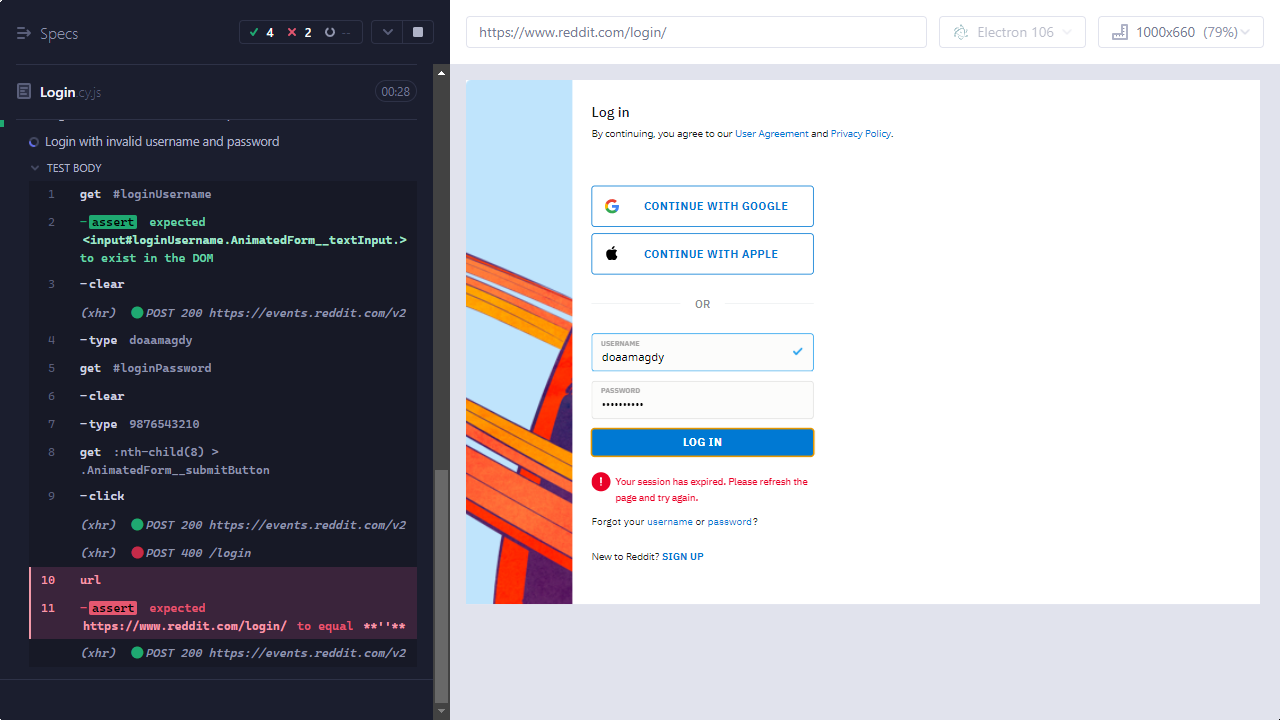 Specs
4 2 --
https://www.reddit.com/login/
Electron 106
1000x660 (79%)
Login.cy.js
00:28
Login with invalid username and password
TEST BODY
1 get #loginUsername
2 -assert expected
<input#loginUsername.AnimatedForm__textInput.>
to exist in the DOM
3 -clear
(xhr) POST 200 https://events.reddit.com/v2
4 -type doaamagdy
5 get #loginPassword
6 -clear
7 -type 9876543210
8 get :nth-child(8) >
.AnimatedForm__submitButton
9 -click
(xhr) POST 200 https://events.reddit.com/v2
(xhr) POST 400 /login
10 url
11 -assert expected
https://www.reddit.com/login/ to equal **''**
(xhr) POST 200 https://events.reddit.com/v2
Log in
By continuing, you agree to our User Agreement and Privacy Policy.
CONTINUE WITH GOOGLE
CONTINUE WITH APPLE
OR
USERNAME
doaamagdy
PASSWORD
••••••••••
LOG IN
! Your session has expired. Please refresh the
page and try again.
Forgot your username or password?
New to Reddit? SIGN UP